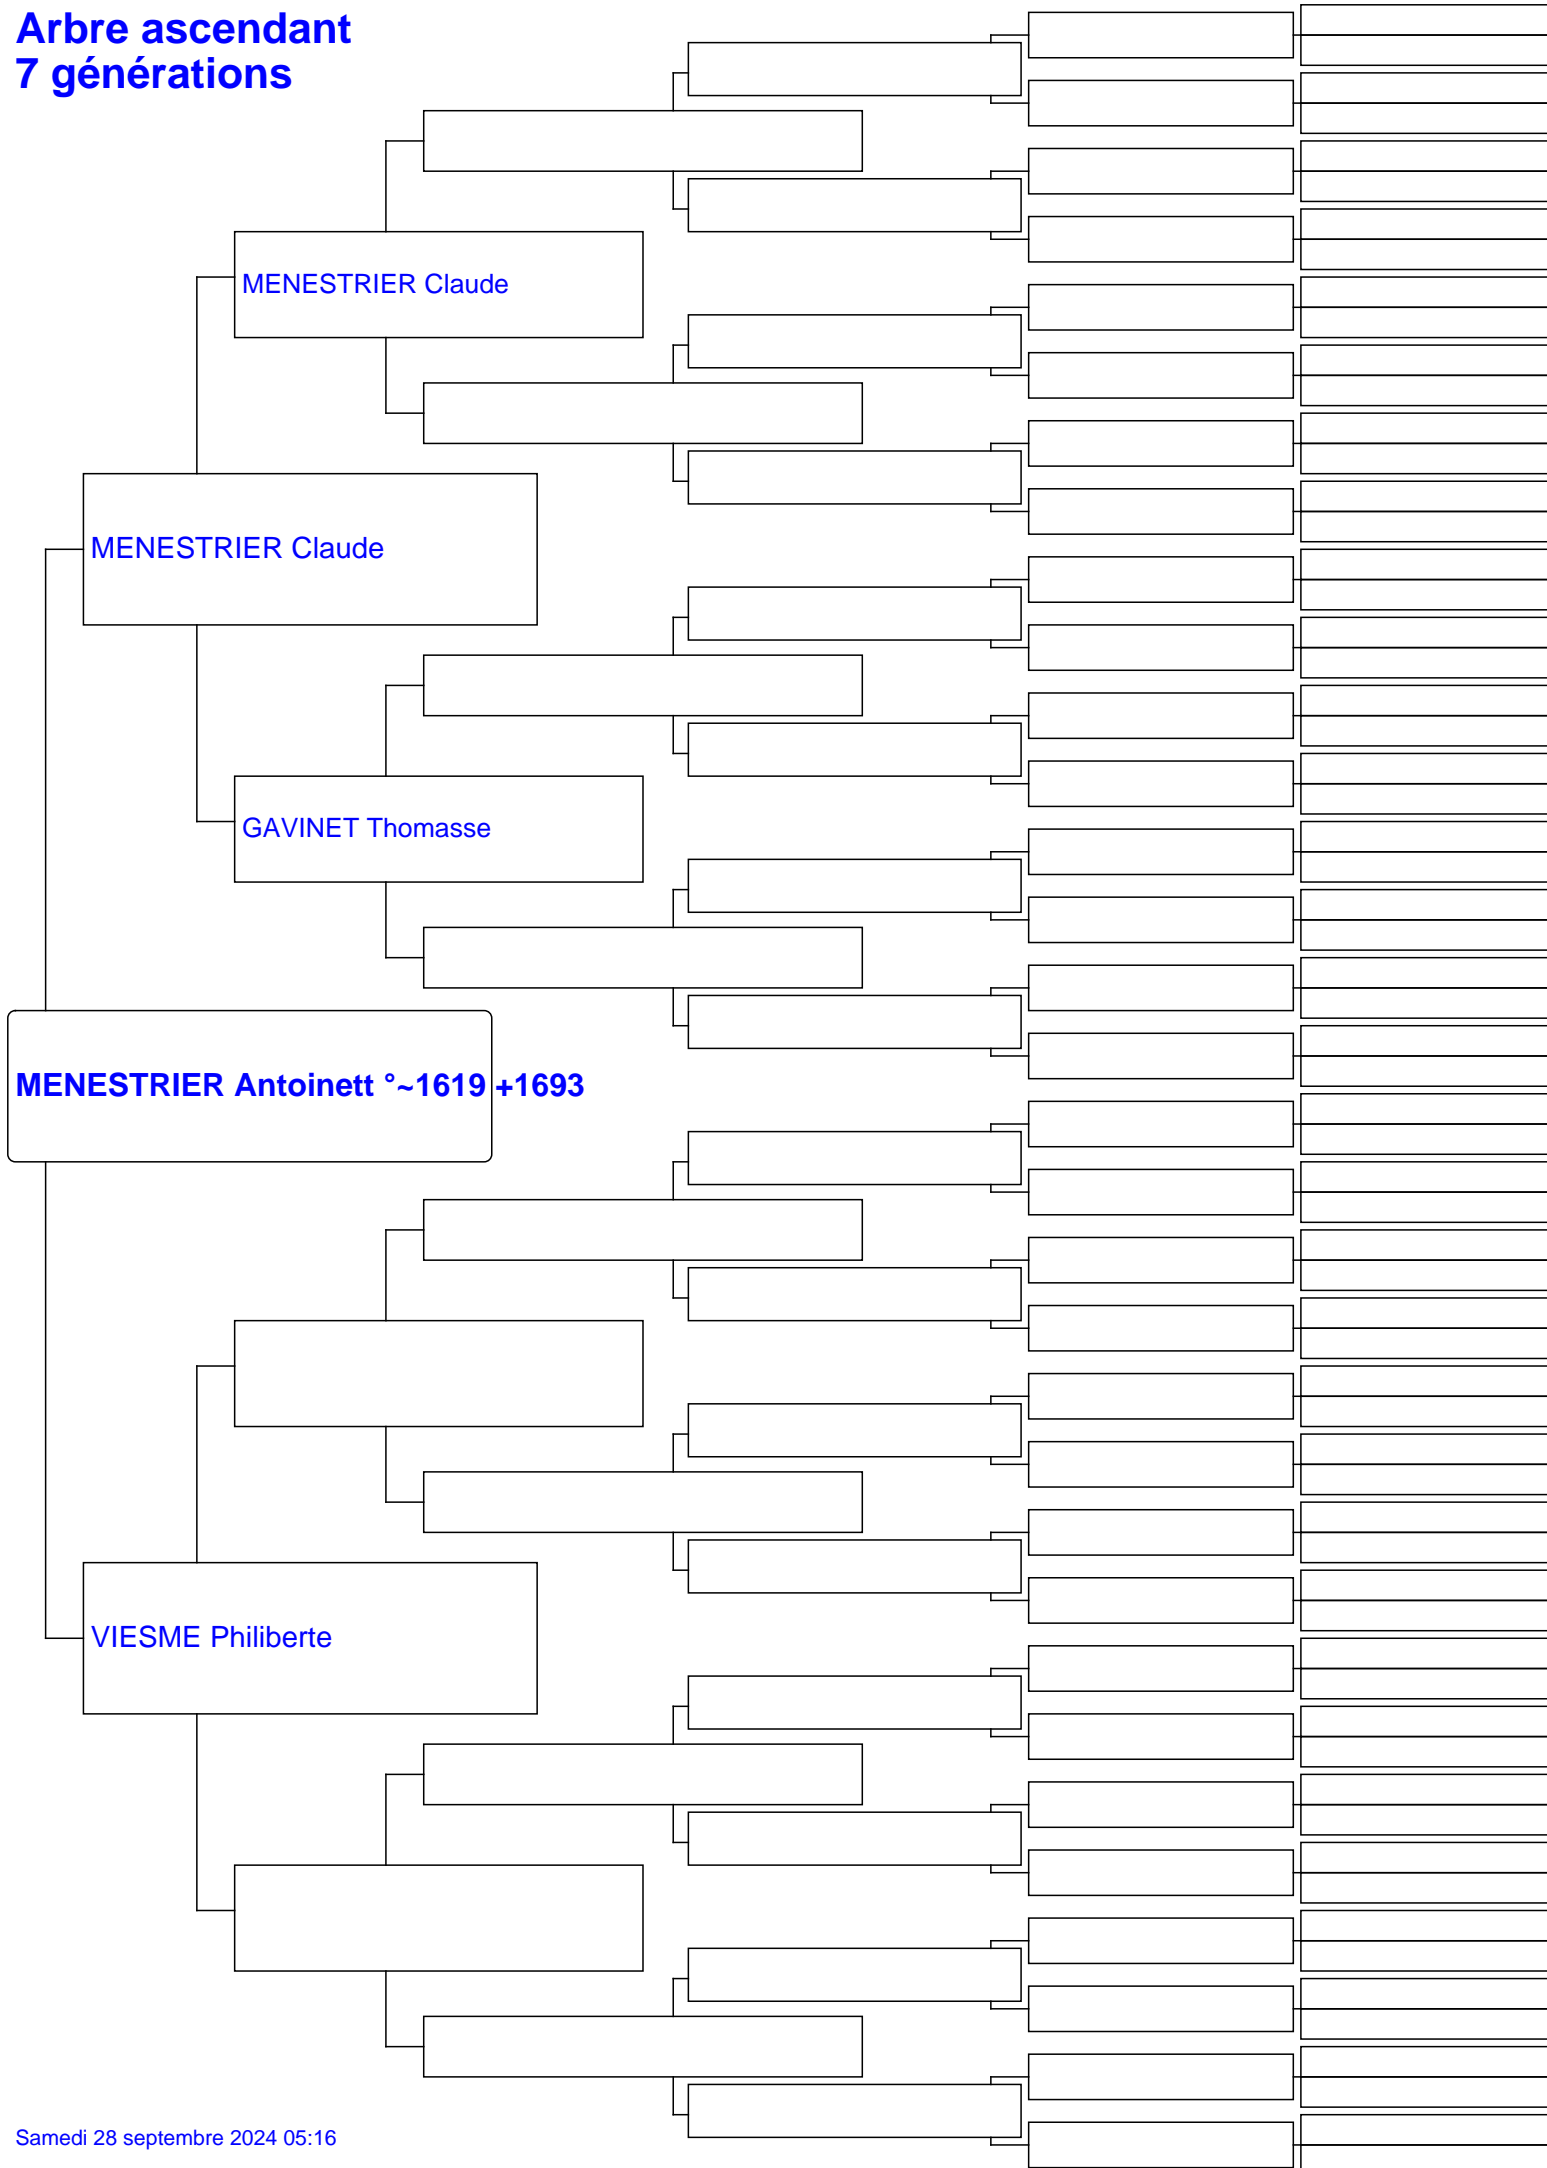 Arbre ascendant
7 générations
MENESTRIER Claude
MENESTRIER Claude
GAVINET Thomasse
MENESTRIER Antoinett °~1619 +1693
VIESME Philiberte
Samedi 28 septembre 2024 05:16